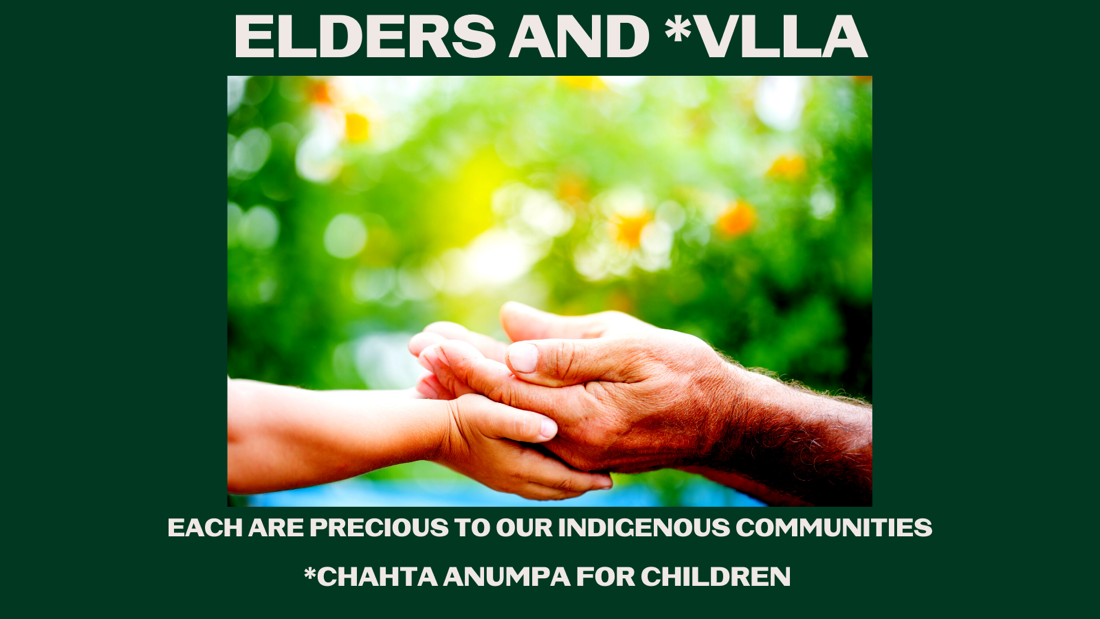 ELDERS AND *VLLA
EACH ARE PRECIOUS TO OUR INDIGENOUS COMMUNITIES
*CHAHTA ANUMPA FOR CHILDREN